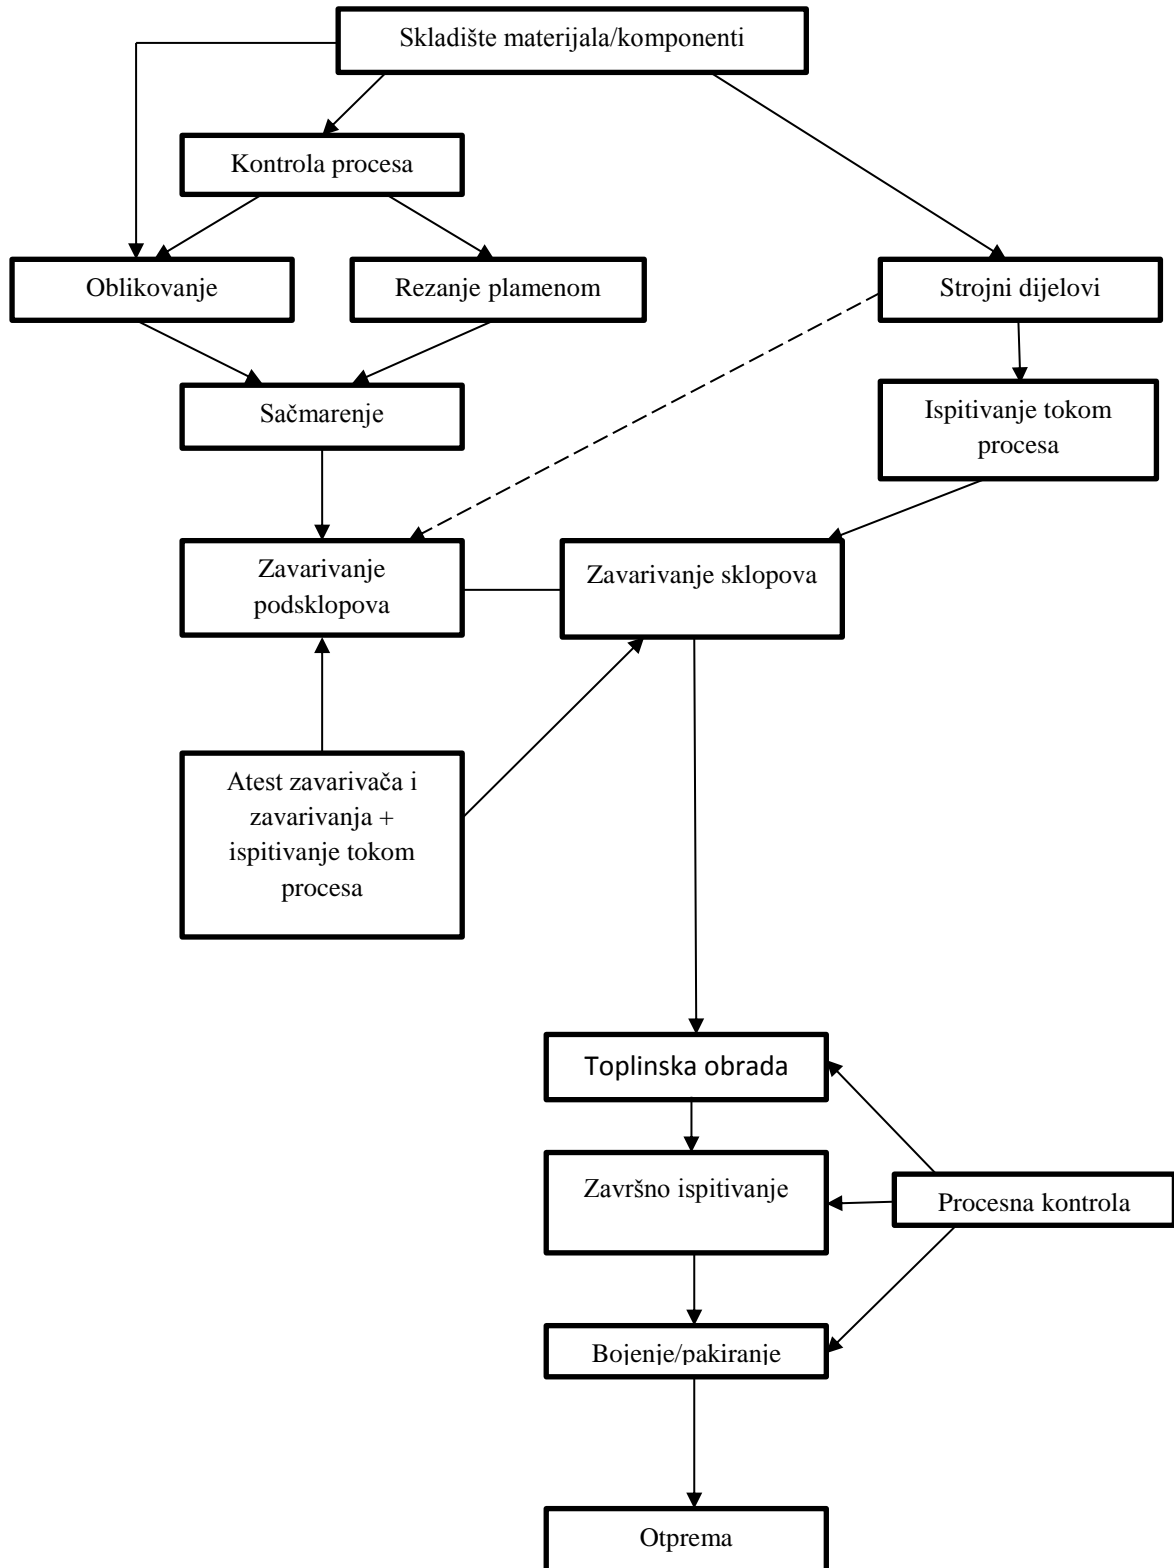 Skladište materijala/komponenti
Kontrola procesa
Oblikovanje
Rezanje plamenom
Strojni dijelovi
Sačmarenje
Ispitivanje tokom
procesa
Zavarivanje
podsklopova
Zavarivanje sklopova
Atest zavarivača i
zavarivanja +
ispitivanje tokom
procesa
Toplinska obrada
Završno ispitivanje
Procesna kontrola
Bojenje/pakiranje
Otprema